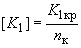 [K₁] = K₁кр / nк